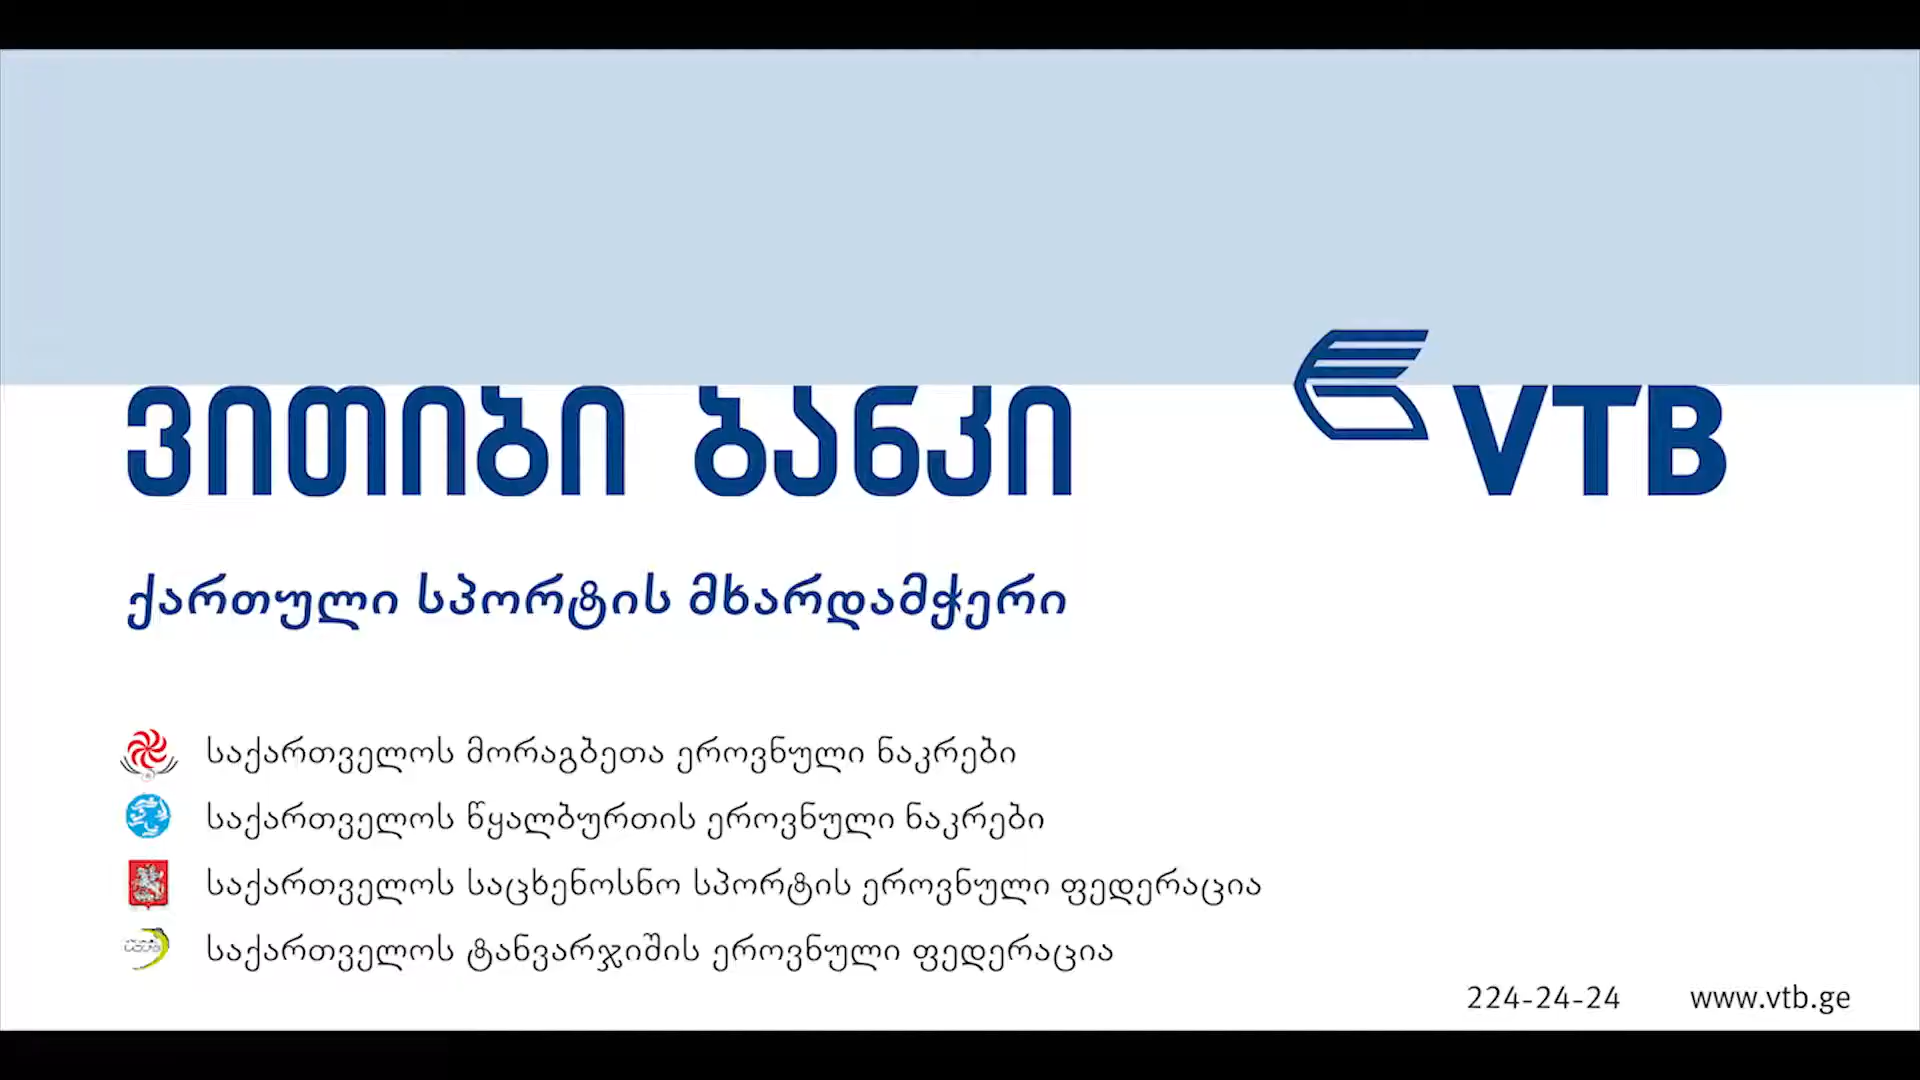 ვითიბი ბანკი
VTB
ქართული სპორტის მხარდამჭერი
საქართველოს მორაგბეთა ეროვნული ნაკრები
საქართველოს წყალბურთის ეროვნული ნაკრები
საქართველოს საცხენოსნო სპორტის ეროვნული ფედერაცია
საქართველოს ტანვარჯიშის ეროვნული ფედერაცია
224-24-24 www.vtb.ge